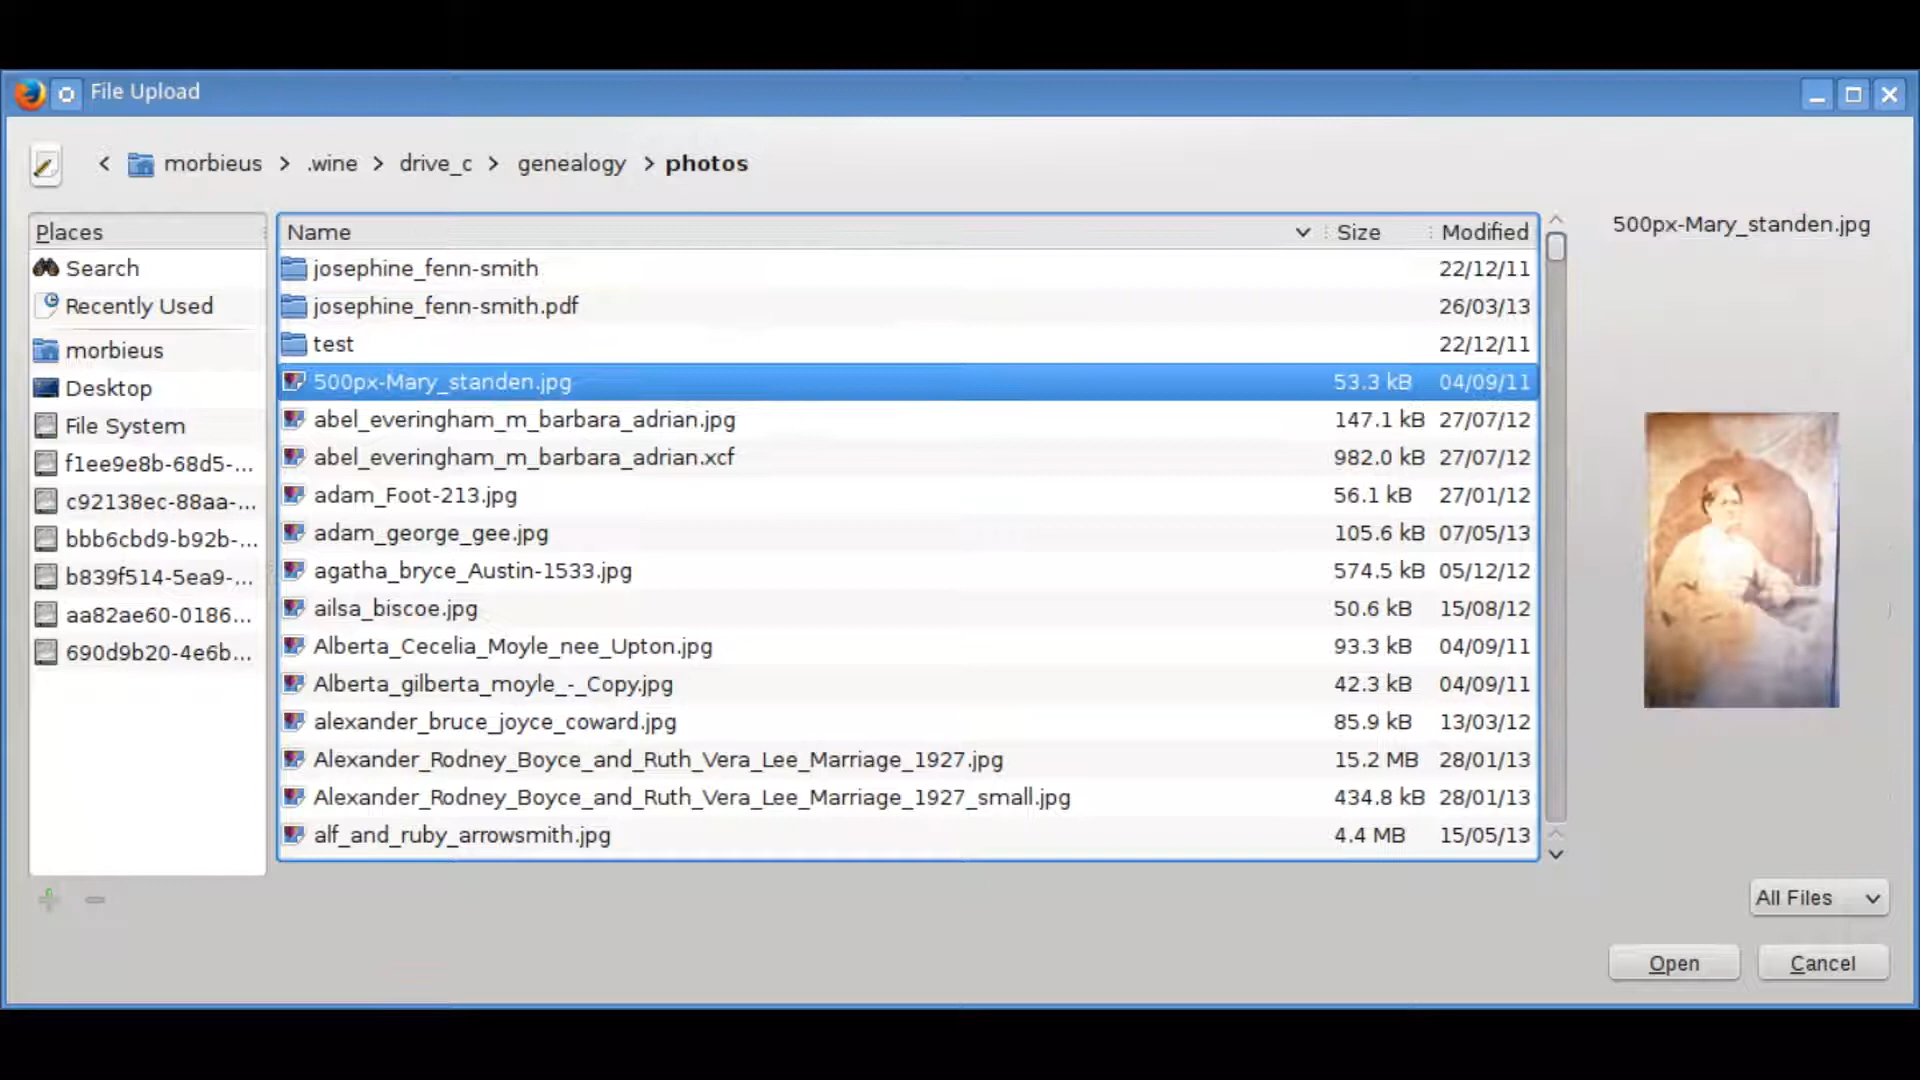 File Upload
< morbieus > .wine > drive_c > genealogy > photos
Places
Search
Recently Used
morbieus
Desktop
File System
f1ee9e8b-68d5-...
c92138ec-88aa-...
bbb6cbd9-b92b-...
b839f514-5ea9-...
aa82ae60-0186...
690d9b20-4e6b...
Name Size Modified
josephine_fenn-smith 22/12/11
josephine_fenn-smith.pdf 26/03/13
test 22/12/11
500px-Mary_standen.jpg 53.3 kB 04/09/11
abel_everingham_m_barbara_adrian.jpg 147.1 kB 27/07/12
abel_everingham_m_barbara_adrian.xcf 982.0 kB 27/07/12
adam_Foot-213.jpg 56.1 kB 27/01/12
adam_george_gee.jpg 105.6 kB 07/05/13
agatha_bryce_Austin-1533.jpg 574.5 kB 05/12/12
ailsa_biscoe.jpg 50.6 kB 15/08/12
Alberta_Cecelia_Moyle_nee_Upton.jpg 93.3 kB 04/09/11
Alberta_gilberta_moyle_-_Copy.jpg 42.3 kB 04/09/11
alexander_bruce_joyce_coward.jpg 85.9 kB 13/03/12
Alexander_Rodney_Boyce_and_Ruth_Vera_Lee_Marriage_1927.jpg 15.2 MB 28/01/13
Alexander_Rodney_Boyce_and_Ruth_Vera_Lee_Marriage_1927_small.jpg 434.8 kB 28/01/13
alf_and_ruby_arrowsmith.jpg 4.4 MB 15/05/13
500px-Mary_standen.jpg
All Files
Open Cancel